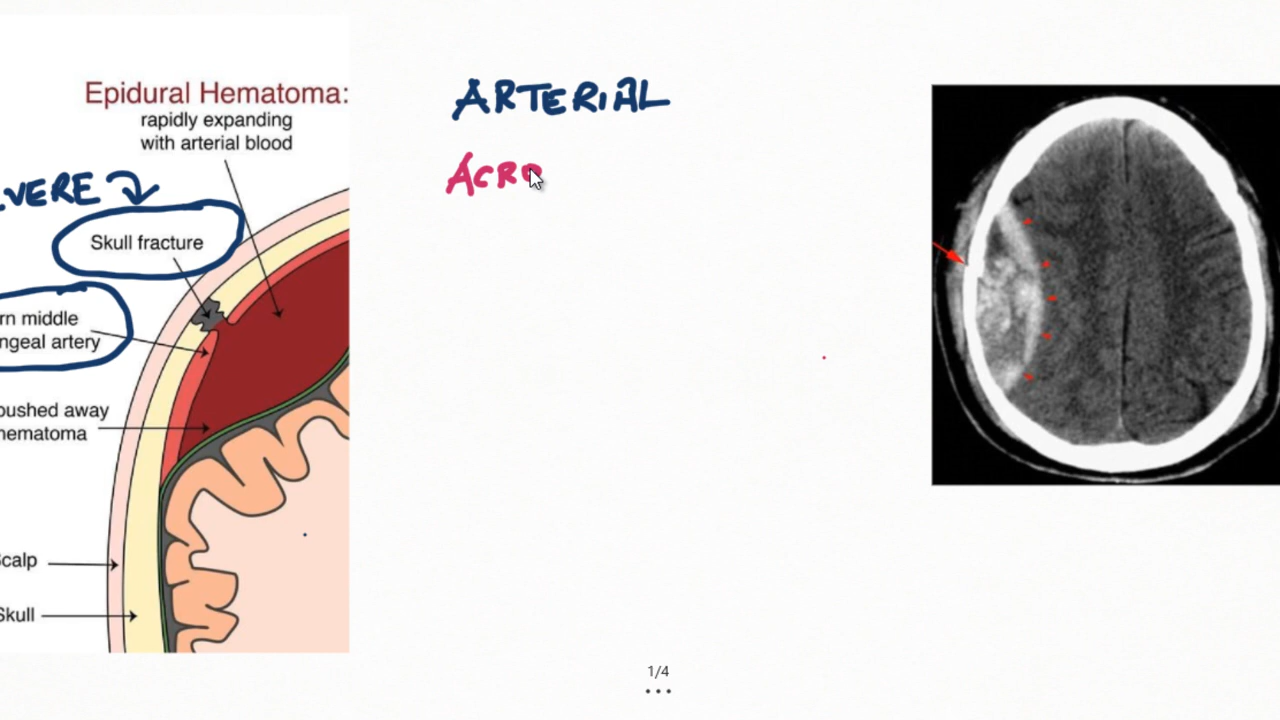 Epidural Hematoma:
rapidly expanding
with arterial blood
VERE
Skull fracture
rn middle
ngeal artery
pushed away
hematoma
Scalp
Skull
ARTERIAL
ACRO
1/4